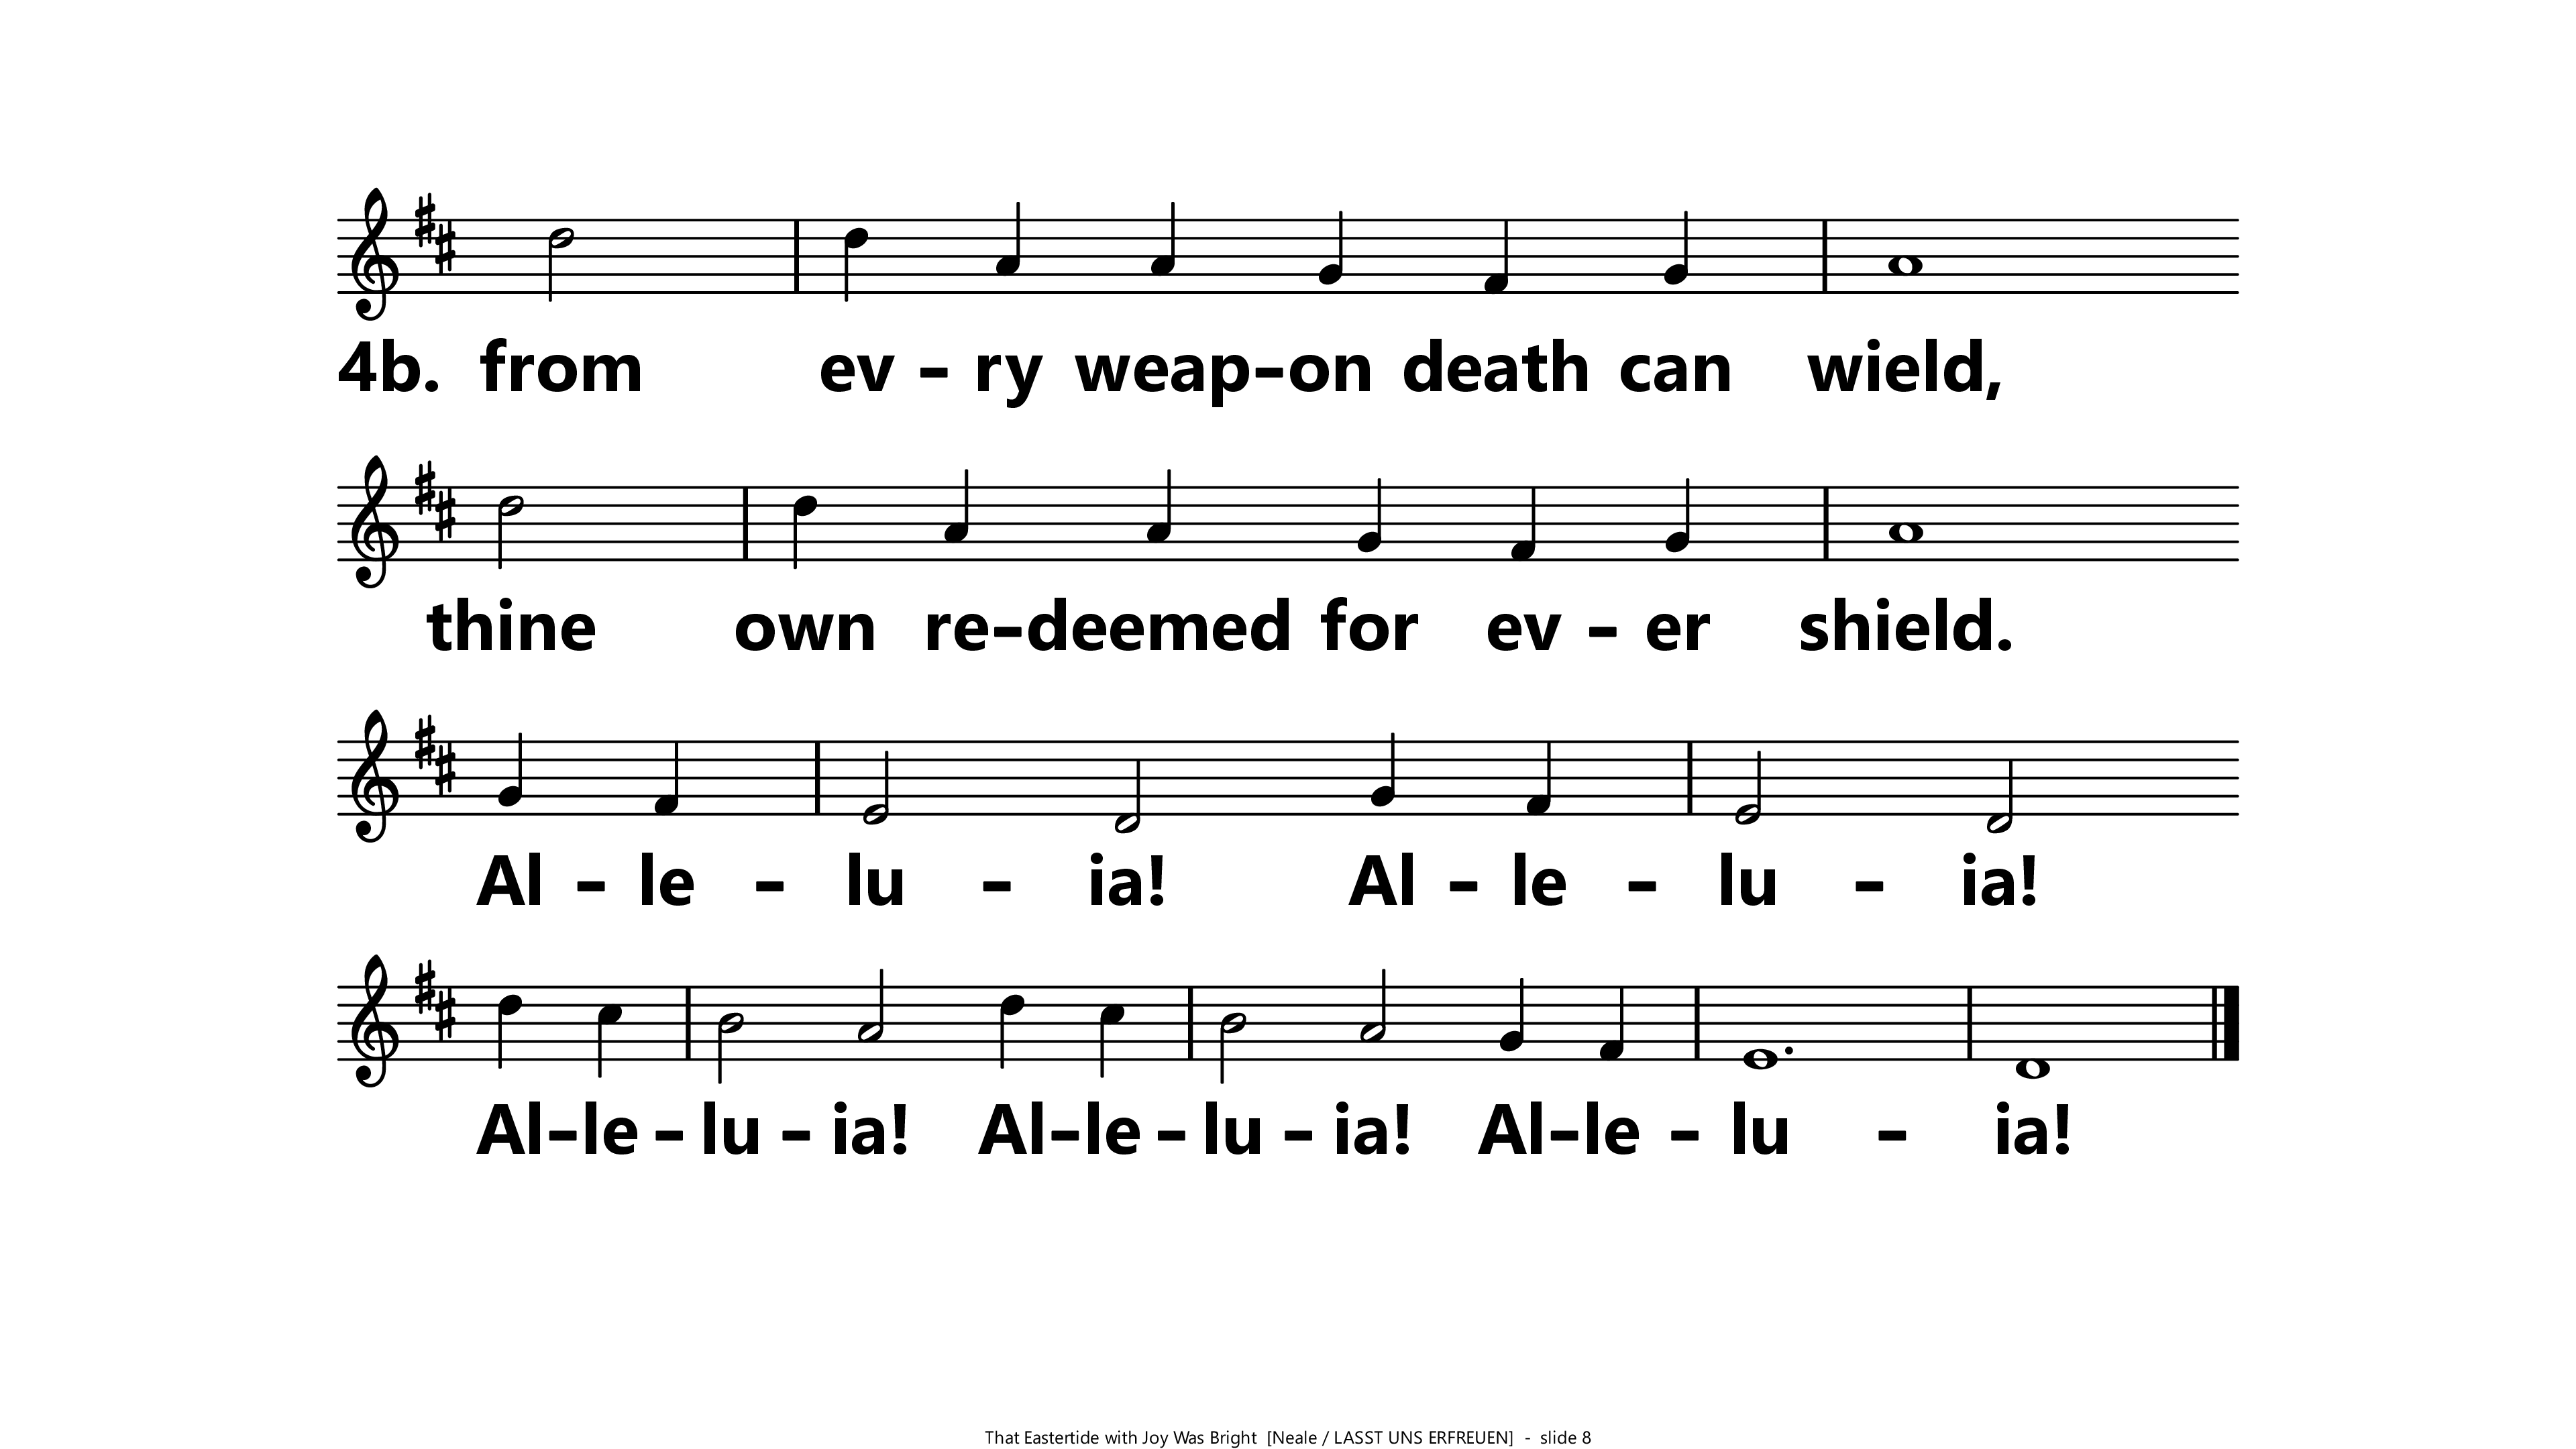 4b. from ev - ry weap-on death can wield,
thine own re-deemed for ev - er shield.
Al - le - lu - ia! Al - le - lu - ia!
Al-le - lu - ia! Al-le - lu - ia! Al-le - lu - ia!
That Eastertide with Joy Was Bright [Neale / LASST UNS ERFREUEN] - slide 8